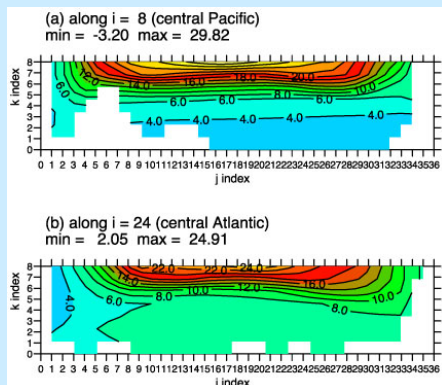 (a) along i = 8 (central Pacific)
min = -3.20 max = 29.82
k index
8
7
6
5
4
3
2
1
0
6.0 12.0 14.0 16.0 18.0 20.0 10.0
6.0 6.0 8.0 6.0
4.0 4.0 4.0 4.0
0 1 2 3 4 5 6 7 8 9 10 11 12 13 14 15 16 17 18 19 20 21 22 23 24 25 26 27 28 29 30 31 32 33 34 35 36
j index
(b) along i = 24 (central Atlantic)
min = 2.05 max = 24.91
k index
8
7
6
5
4
3
2
1
0
4.0 14.0 22.0 22.0 24.0 16.0 10.0
6.0 8.0 10.0 12.0 8.0
0 1 2 3 4 5 6 7 8 9 10 11 12 13 14 15 16 17 18 19 20 21 22 23 24 25 26 27 28 29 30 31 32 33 34 35 36
j index